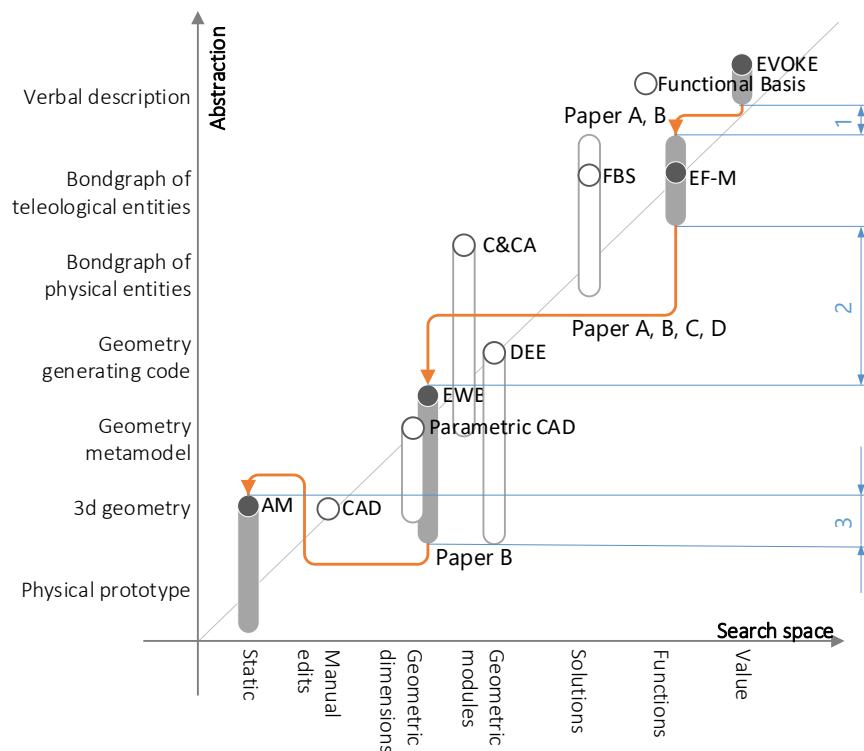 Abstraction
EVOKE
Functional Basis
Verbal description
Paper A, B
1
FBS
EF-M
Bondgraph of
teleological entities
C&CA
Bondgraph of
physical entities
2
Paper A, B, C, D
Geometry
generating code
DEE
EWB
Geometry
metamodel
Parametric CAD
3d geometry
AM
CAD
3
Paper B
Physical prototype
Search space
Static
Manual
edits
Geometric
dimensions
Geometric
modules
Geometric
Solutions
Functions
Value